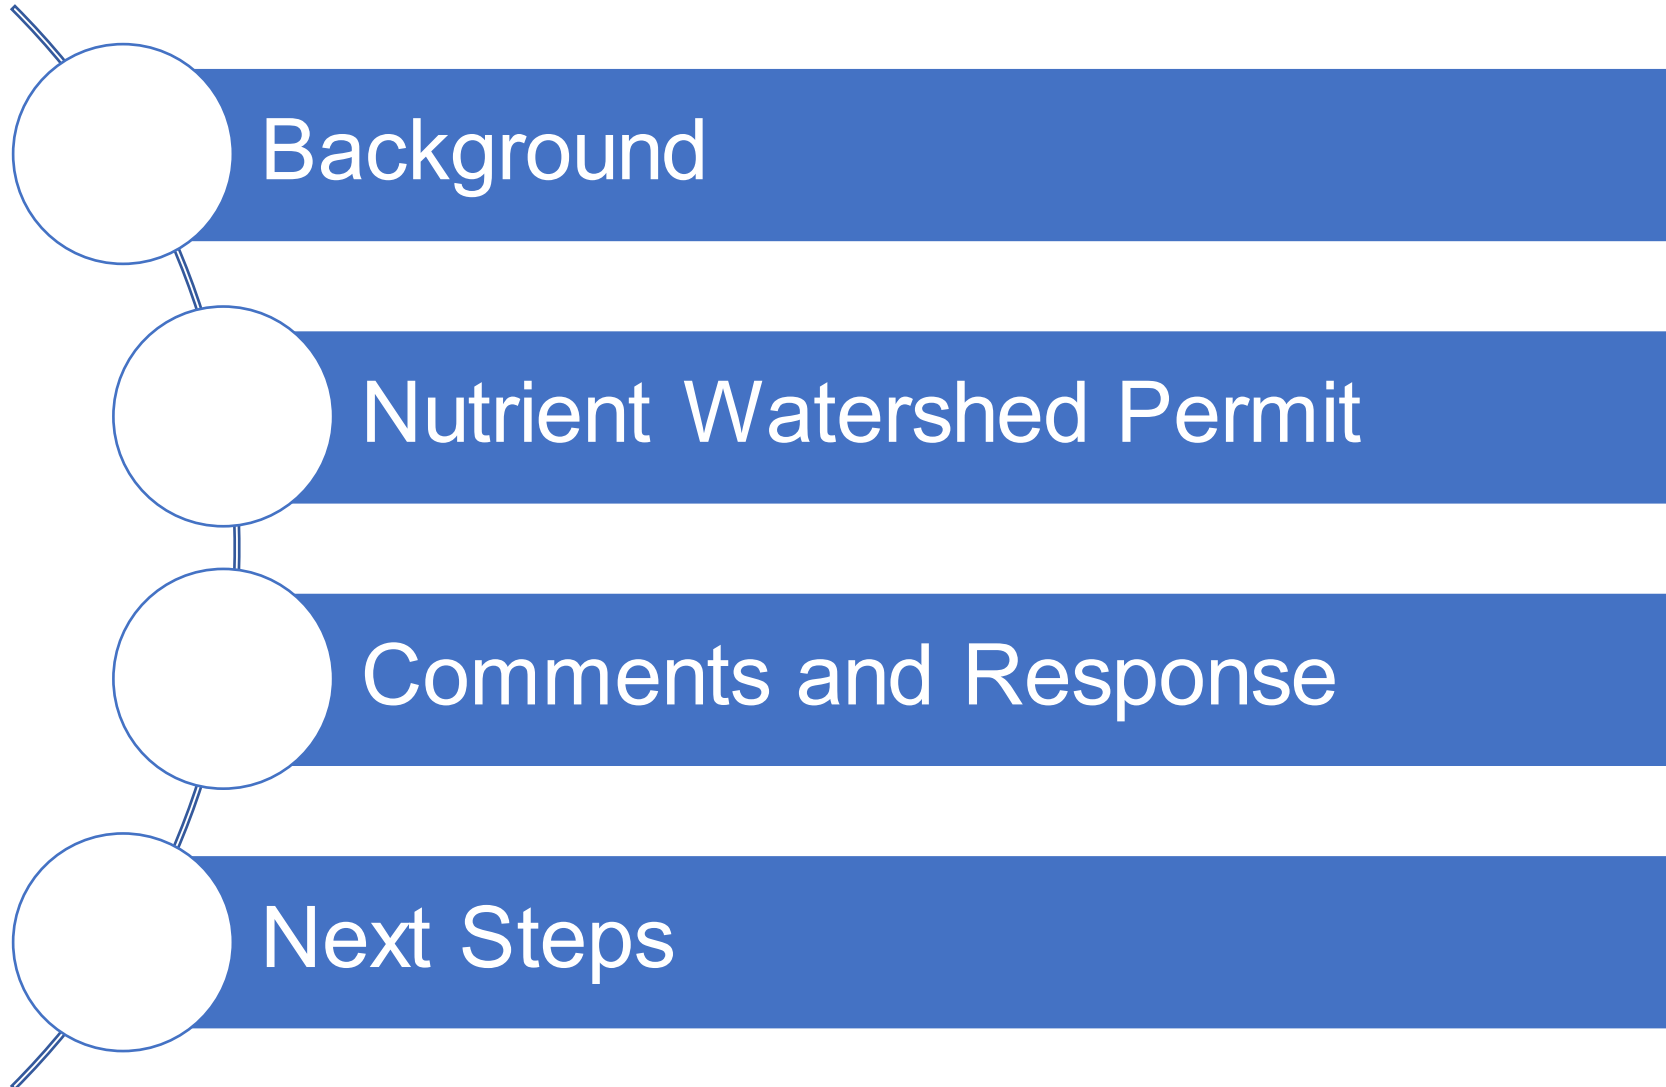 Background
Nutrient Watershed Permit
Comments and Response
Next Steps